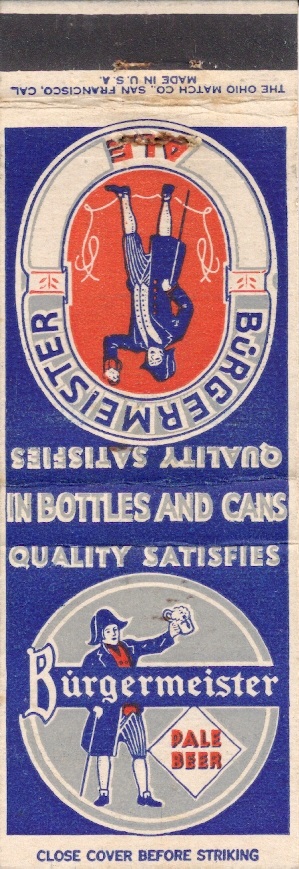 THE OHIO MATCH CO., SAN FRANCISCO, CAL
MADE IN U.S.A.
ALE
BÜRGERMEISTER
QUALITY SATISFIES
IN BOTTLES AND CANS
QUALITY SATISFIES
Bürgermeister
PALE
BEER
CLOSE COVER BEFORE STRIKING